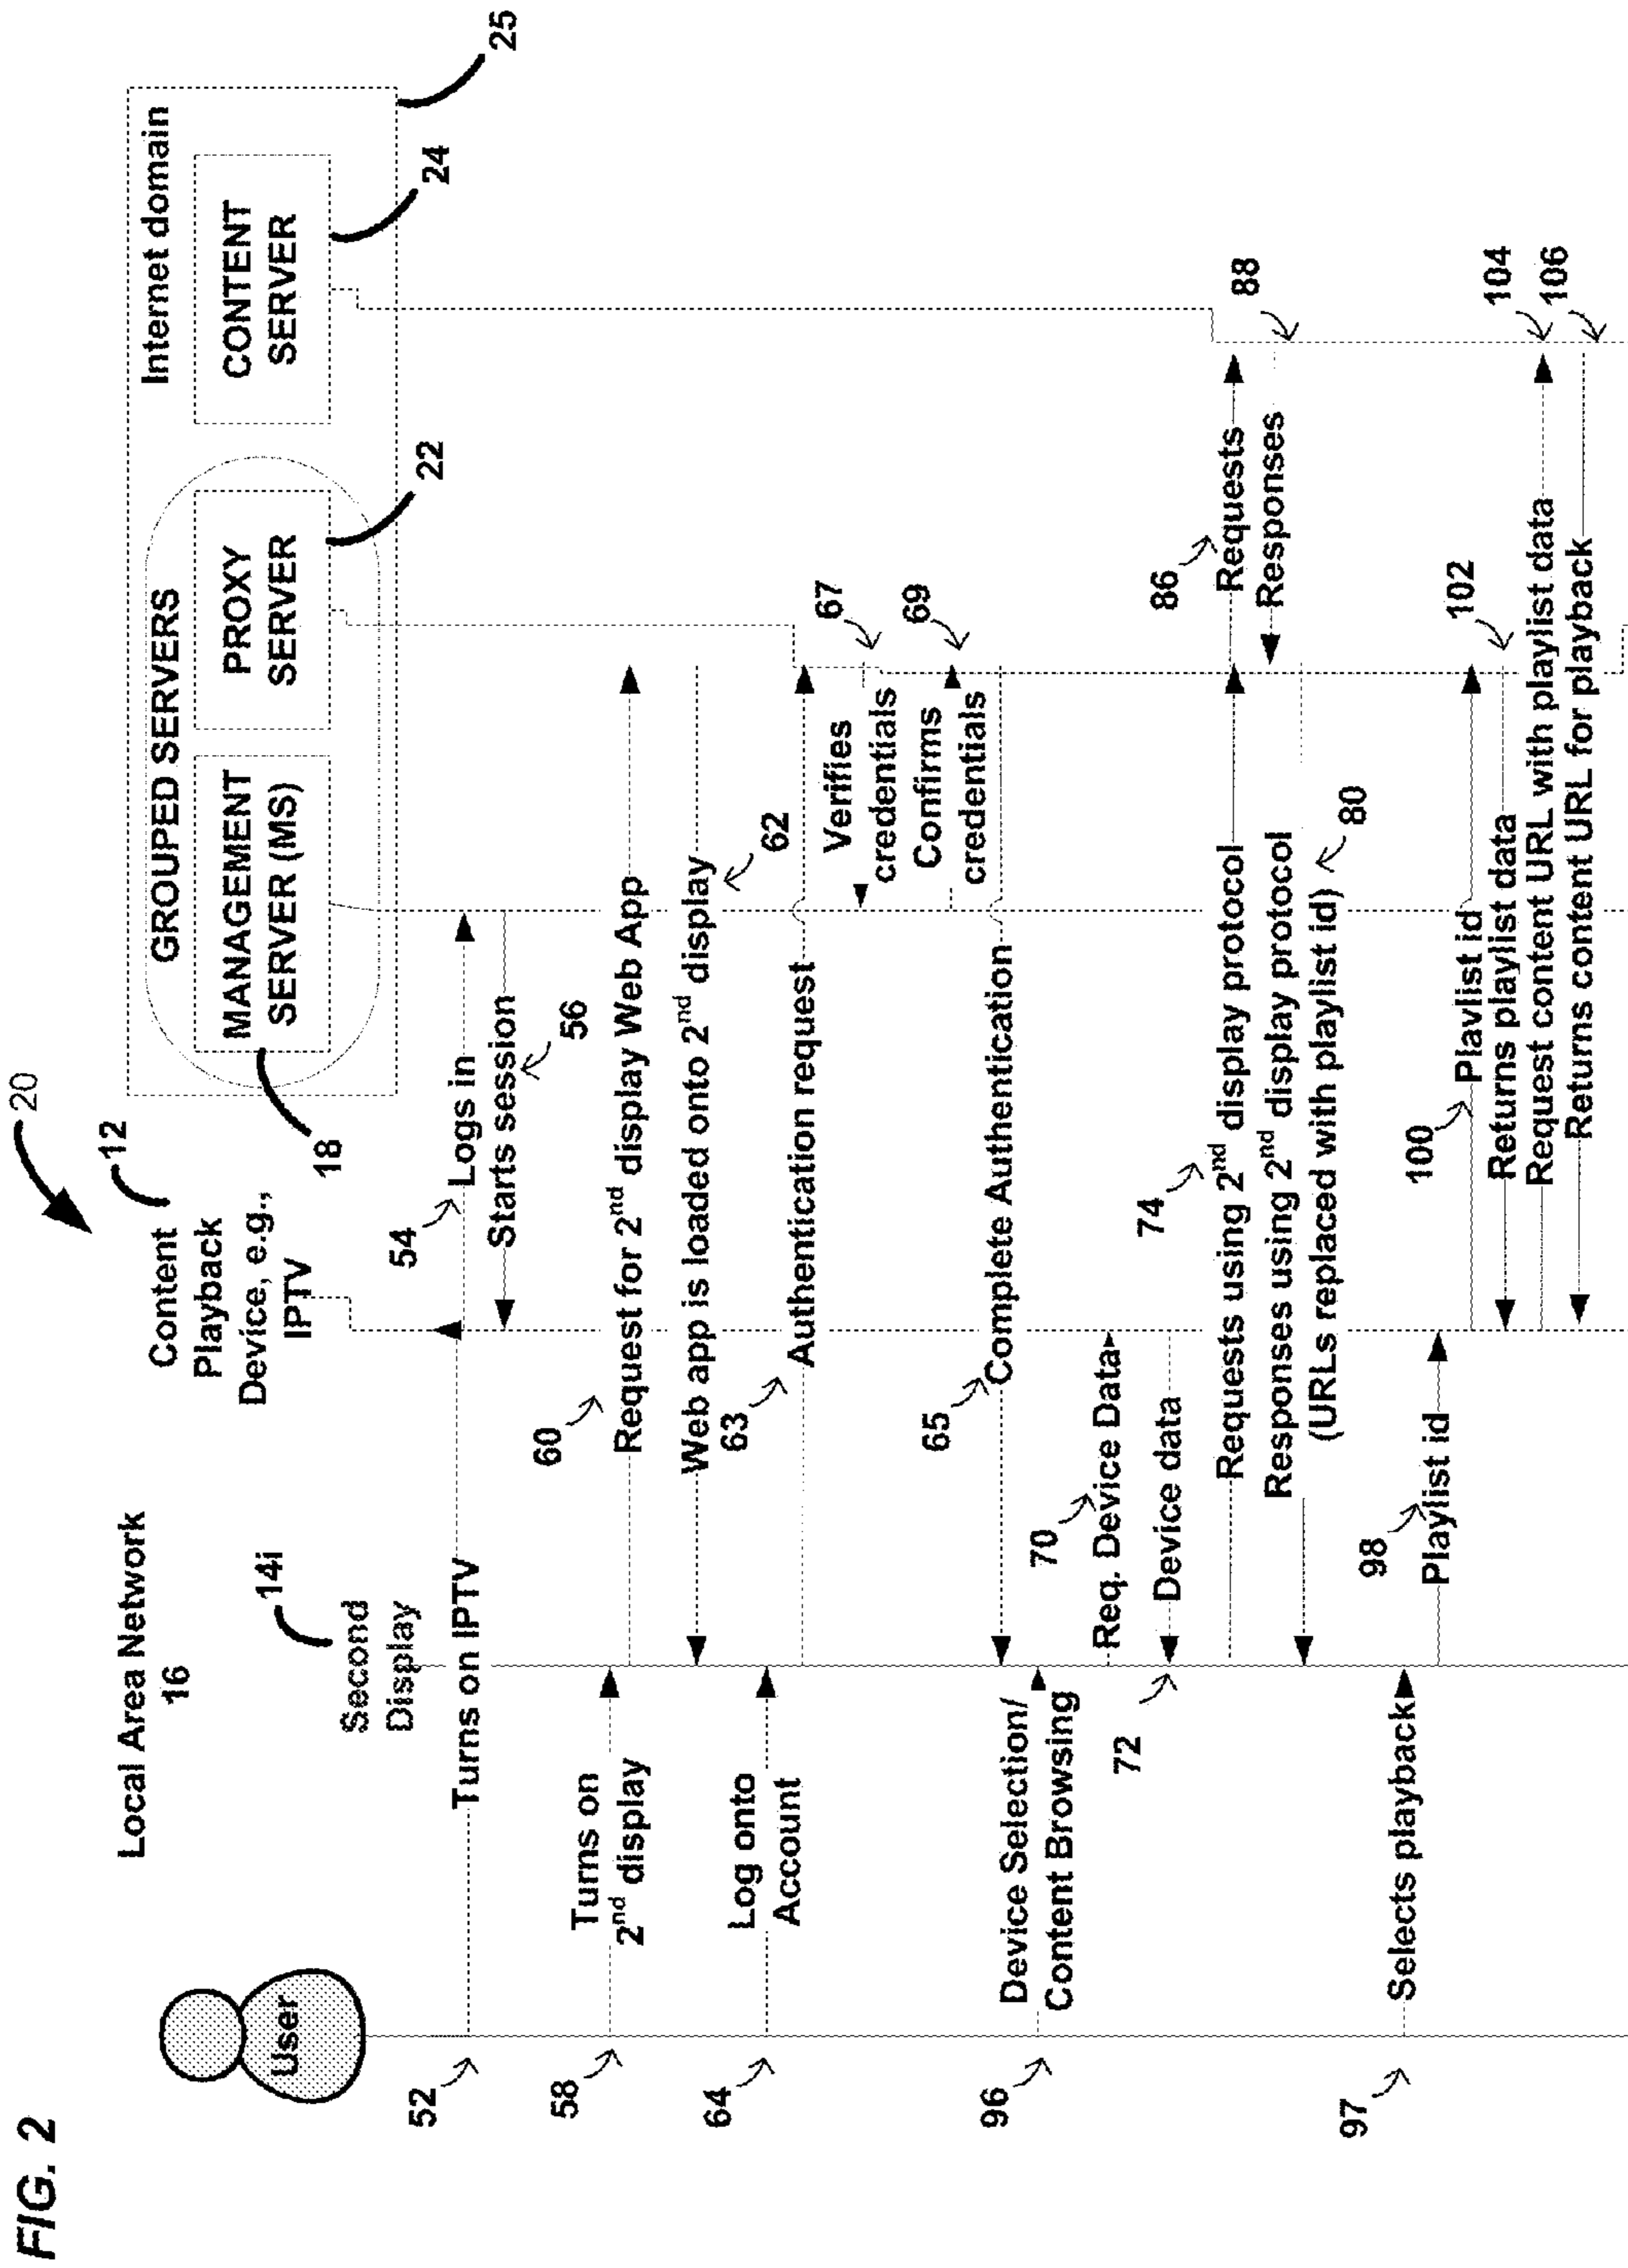 FIG. 2
20
Local Area Network
16
Content
Playback
Device, e.g.,
IPTV
12
GROUPED SERVERS
Internet domain
MANAGEMENT
SERVER (MS)
PROXY
SERVER
CONTENT
SERVER
18
22
24
25
User
Second
Display
14i
52
Turns on IPTV
54
Logs in
Starts session
56
58
Turns on
2nd display
60
Request for 2nd display Web App
Web app is loaded onto 2nd display
62
64
Log onto
Account
63
Authentication request
Verifies
credentials
67
Confirms
credentials
69
65
Complete Authentication
96
Device Selection/
Content Browsing
70
Req. Device Data
Device data
72
74
Requests using 2nd display protocol
86
Requests
Responses
88
Responses using 2nd display protocol
(URLs replaced with playlist id)
80
97
Selects playback
98
Playlist id
100
Playlist id
Returns playlist data
102
Request content URL with playlist data
104
Returns content URL for playback
106